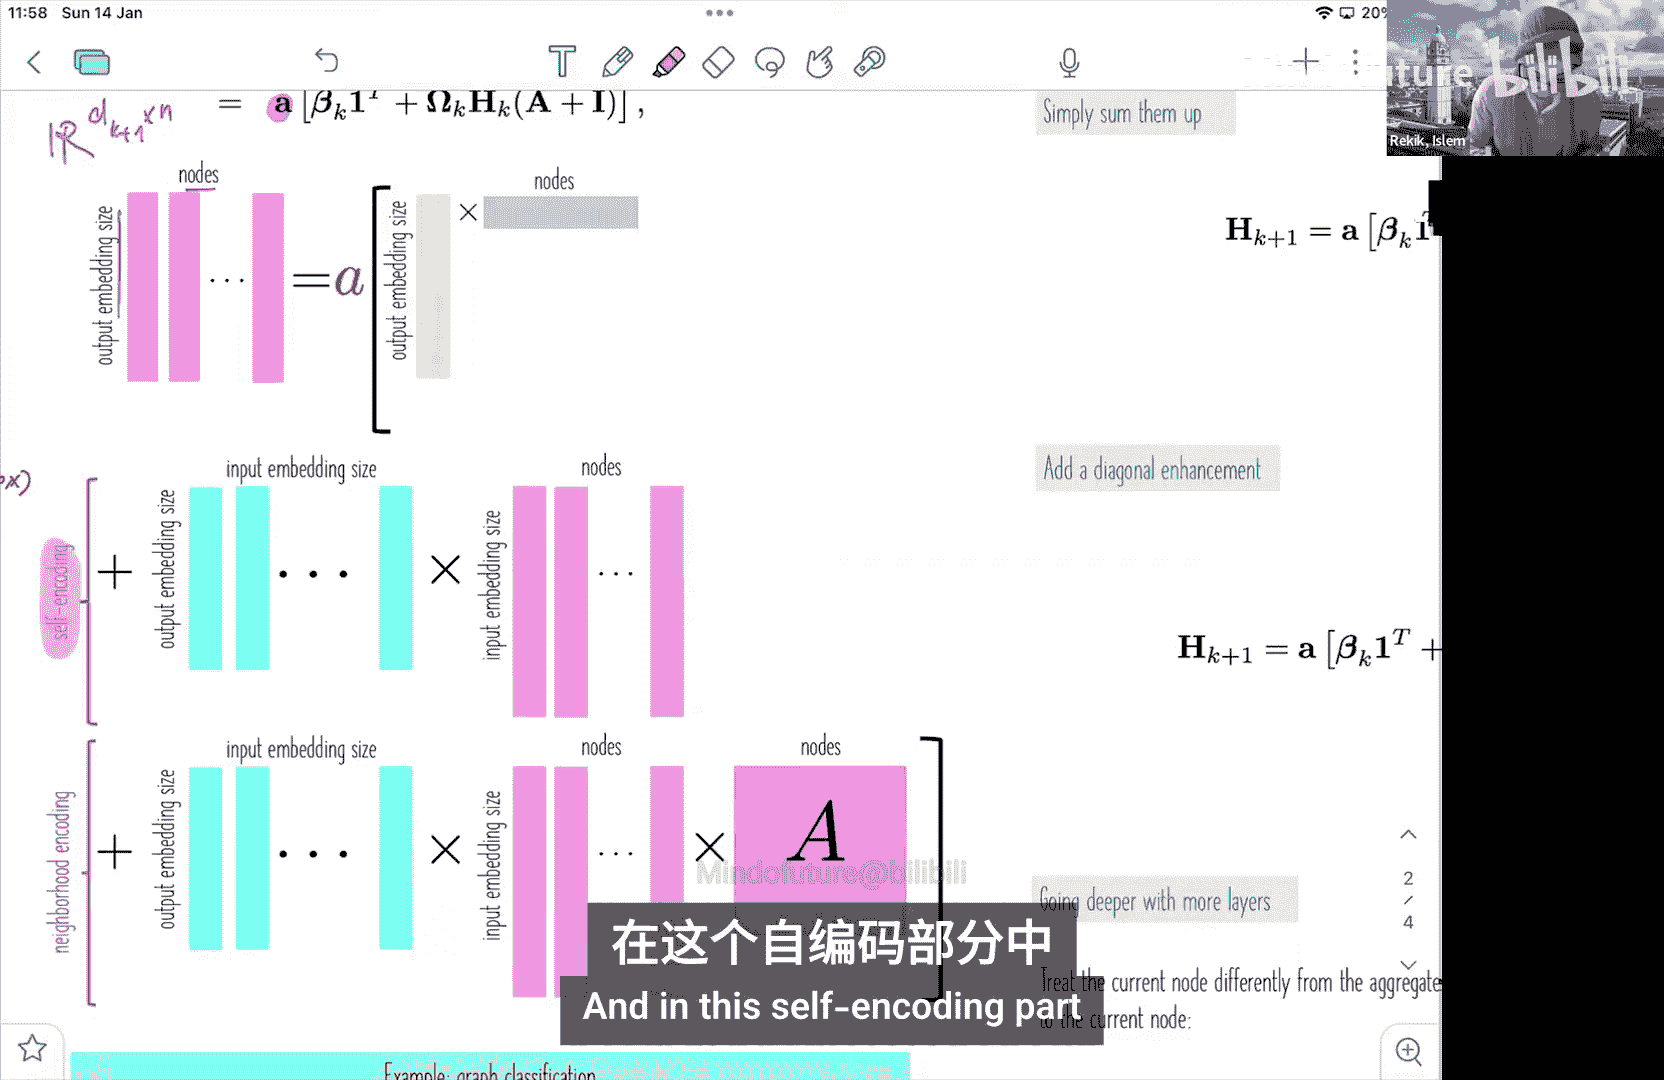 11:58 Sun 14 Jan
20%
bilibili
Rekik, Islem
ℝ^{d_{k+1}×n}
= a [β_k 1^T + Ω_k H_k (A + I)],
Simply sum them up
nodes
output embedding size
=a
output embedding size
×
nodes
H_{k+1} = a [β_k 1^T
input embedding size
nodes
self-encoding
+
output embedding size
• • •
×
input embedding size
...
Add a diagonal enhancement
H_{k+1} = a [β_k 1^T +
input embedding size
nodes
nodes
neighborhood encoding
+
output embedding size
• • •
×
input embedding size
...
×
A
Mindofuture@bilibili
Going deeper with more layers
2
4
在这个自编码部分中
And in this self-encoding part
Treat the current node differently from the aggregate
to the current node:
Example: graph classification